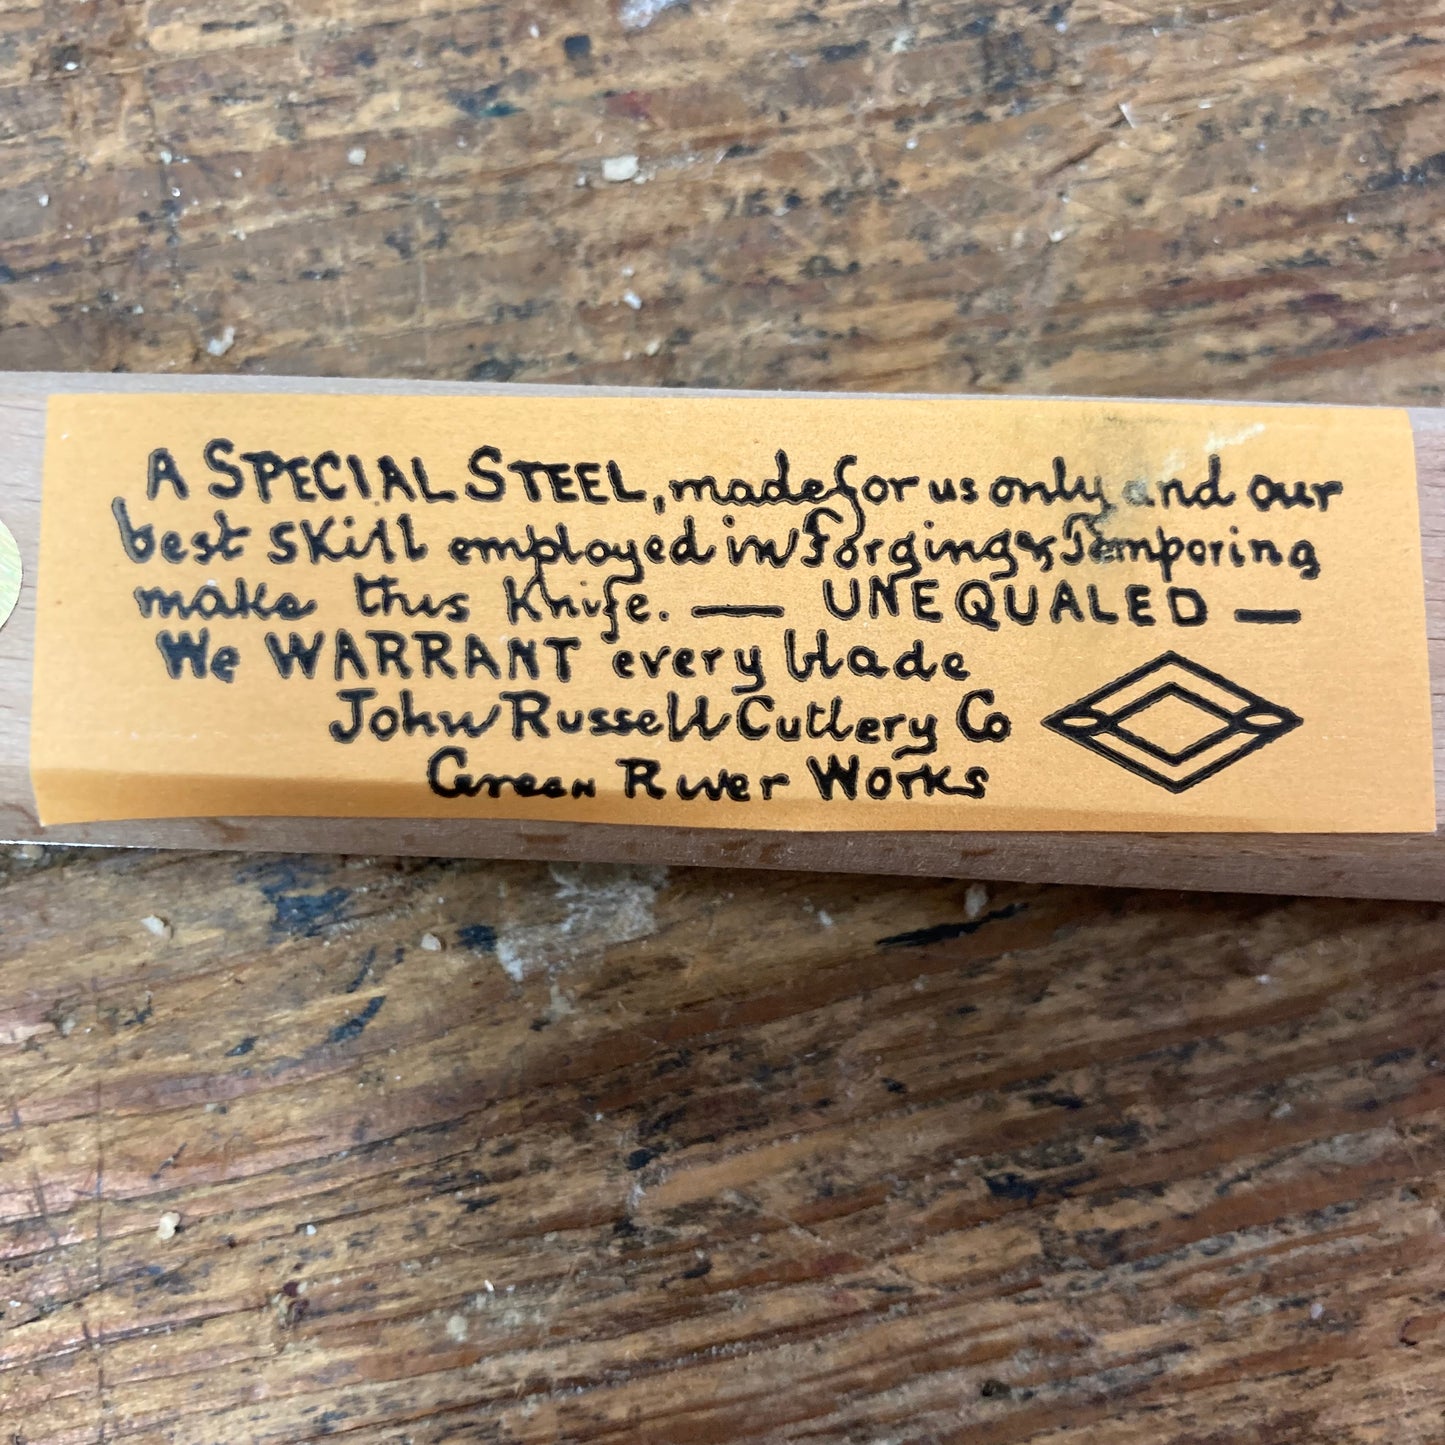 A SPECIAL STEEL, made for us only and our
best skill employed in Forging & Tempering
make this Knife. — UNEQUALED —
We WARRANT every blade
John Russell Cutlery Co
Green River Works